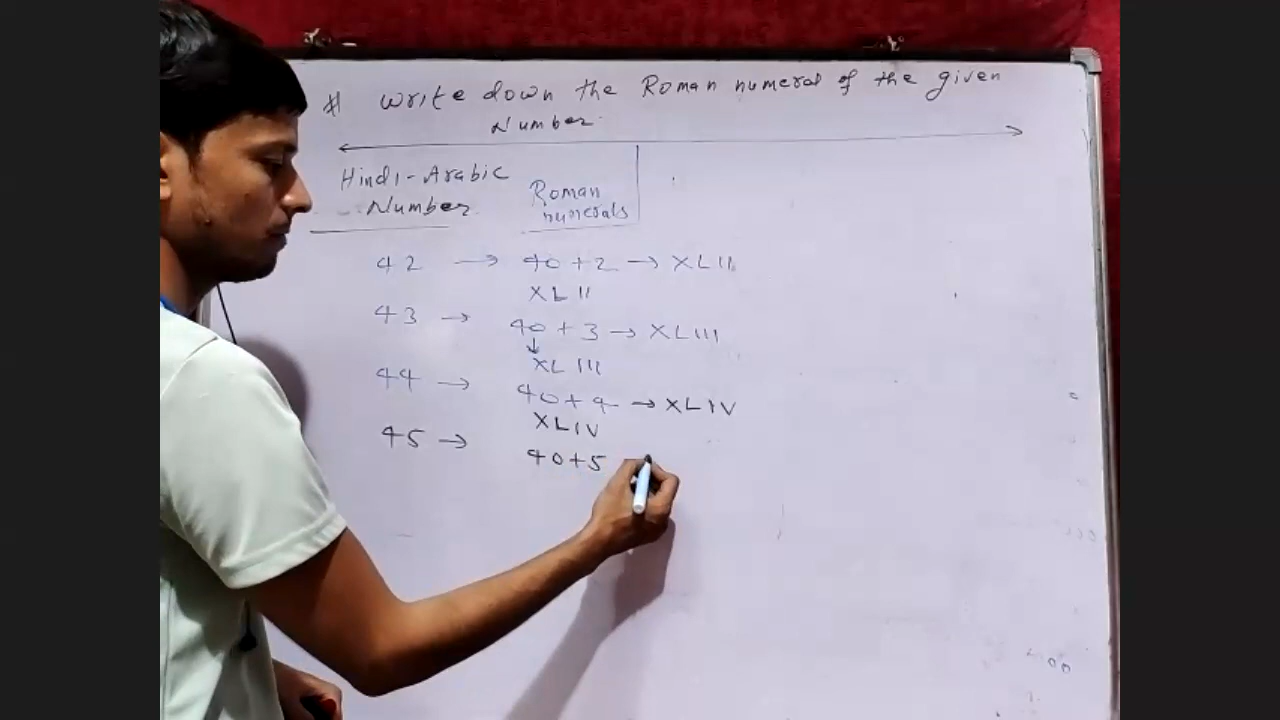 * Write down the Roman numeral of the given
Number.
Hindi-Arabic
Number
Roman
numerals
42 → 40+2 → XLII
XLII
43 → 40+3 → XLIII
↓
XLIII
44 → 40+4 → XLIV
XLIV
45 → 40+5